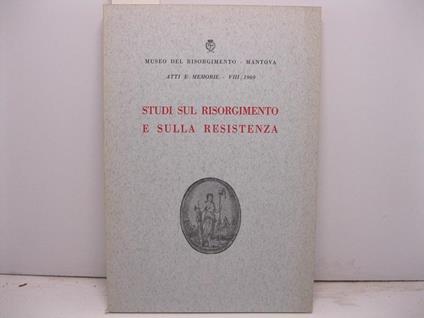 MUSEO DEL RISORGIMENTO - MANTOVA
ATTI E MEMORIE - VIII, 1969
STUDI SUL RISORGIMENTO
E SULLA RESISTENZA